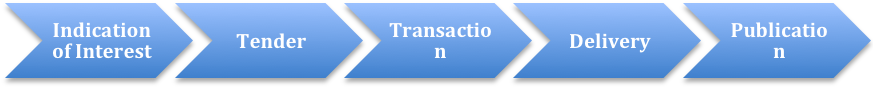 Indication
of Interest
Tender
Transactio
n
Delivery
Publicatio
n